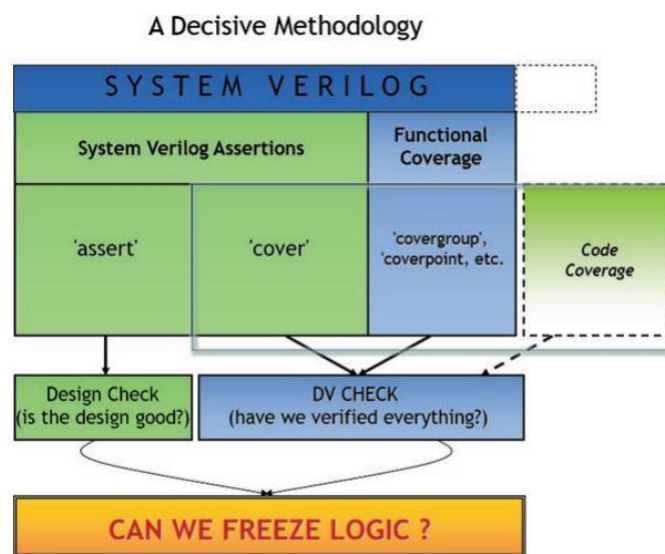 A Decisive Methodology
SYSTEM VERILOG
System Verilog Assertions
Functional
Coverage
'assert'
'cover'
'covergroup',
'coverpoint, etc.
Code
Coverage
Design Check
(is the design good?)
DV CHECK
(have we verified everything?)
CAN WE FREEZE LOGIC ?